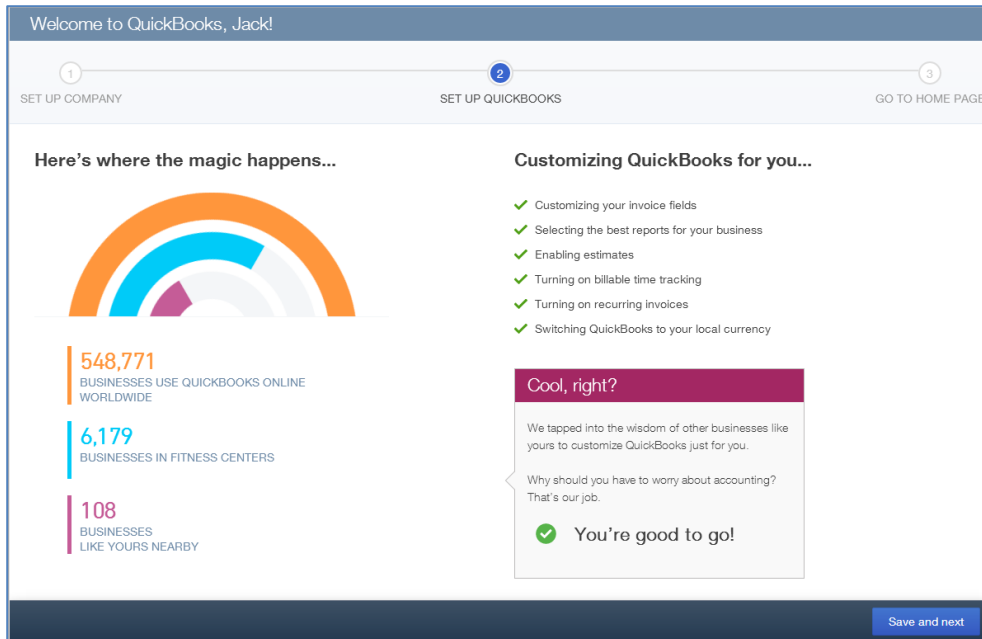 Welcome to QuickBooks, Jack!
1
2
3
SET UP COMPANY
SET UP QUICKBOOKS
GO TO HOME PAGE
Here's where the magic happens...
548,771
BUSINESSES USE QUICKBOOKS ONLINE
WORLDWIDE
6,179
BUSINESSES IN FITNESS CENTERS
108
BUSINESSES
LIKE YOURS NEARBY
Customizing QuickBooks for you...
Customizing your invoice fields
Selecting the best reports for your business
Enabling estimates
Turning on billable time tracking
Turning on recurring invoices
Switching QuickBooks to your local currency
Cool, right?
We tapped into the wisdom of other businesses like
yours to customize QuickBooks just for you.
Why should you have to worry about accounting?
That's our job.
You're good to go!
Save and next